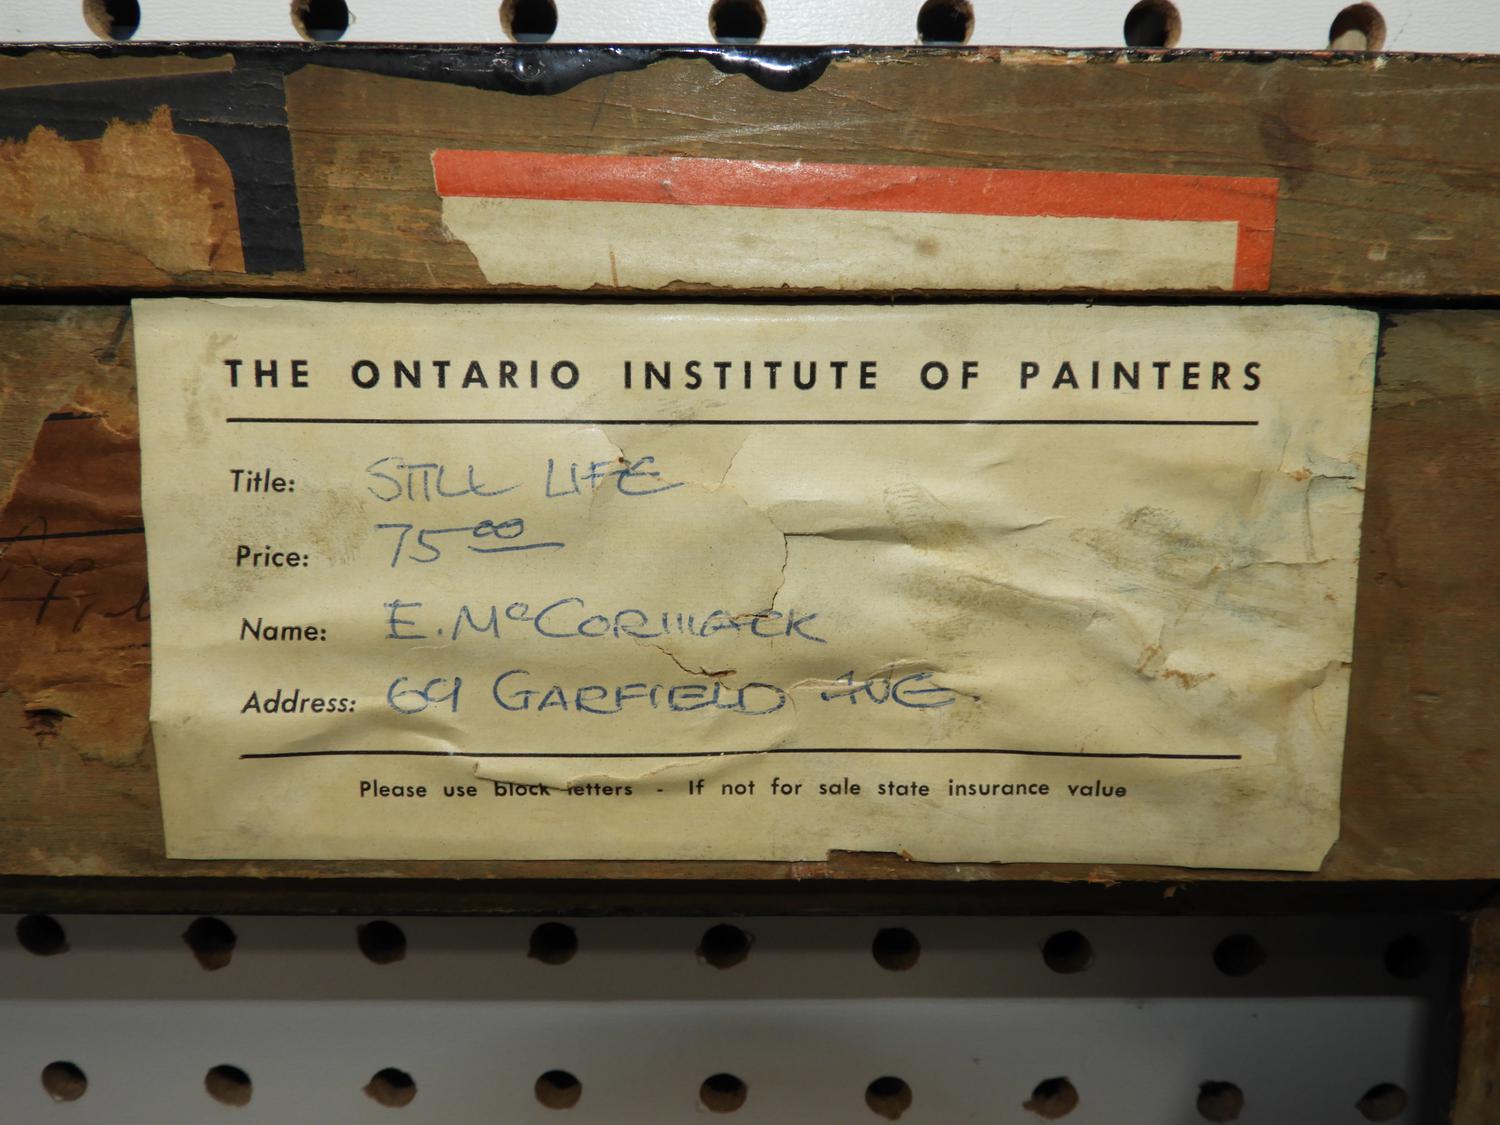 THE ONTARIO INSTITUTE OF PAINTERS
Title: STILL LIFE
Price: 75.00
Name: E. McCORMACK
Address: 69 GARFIELD AVE.
Please use block letters - If not for sale state insurance value